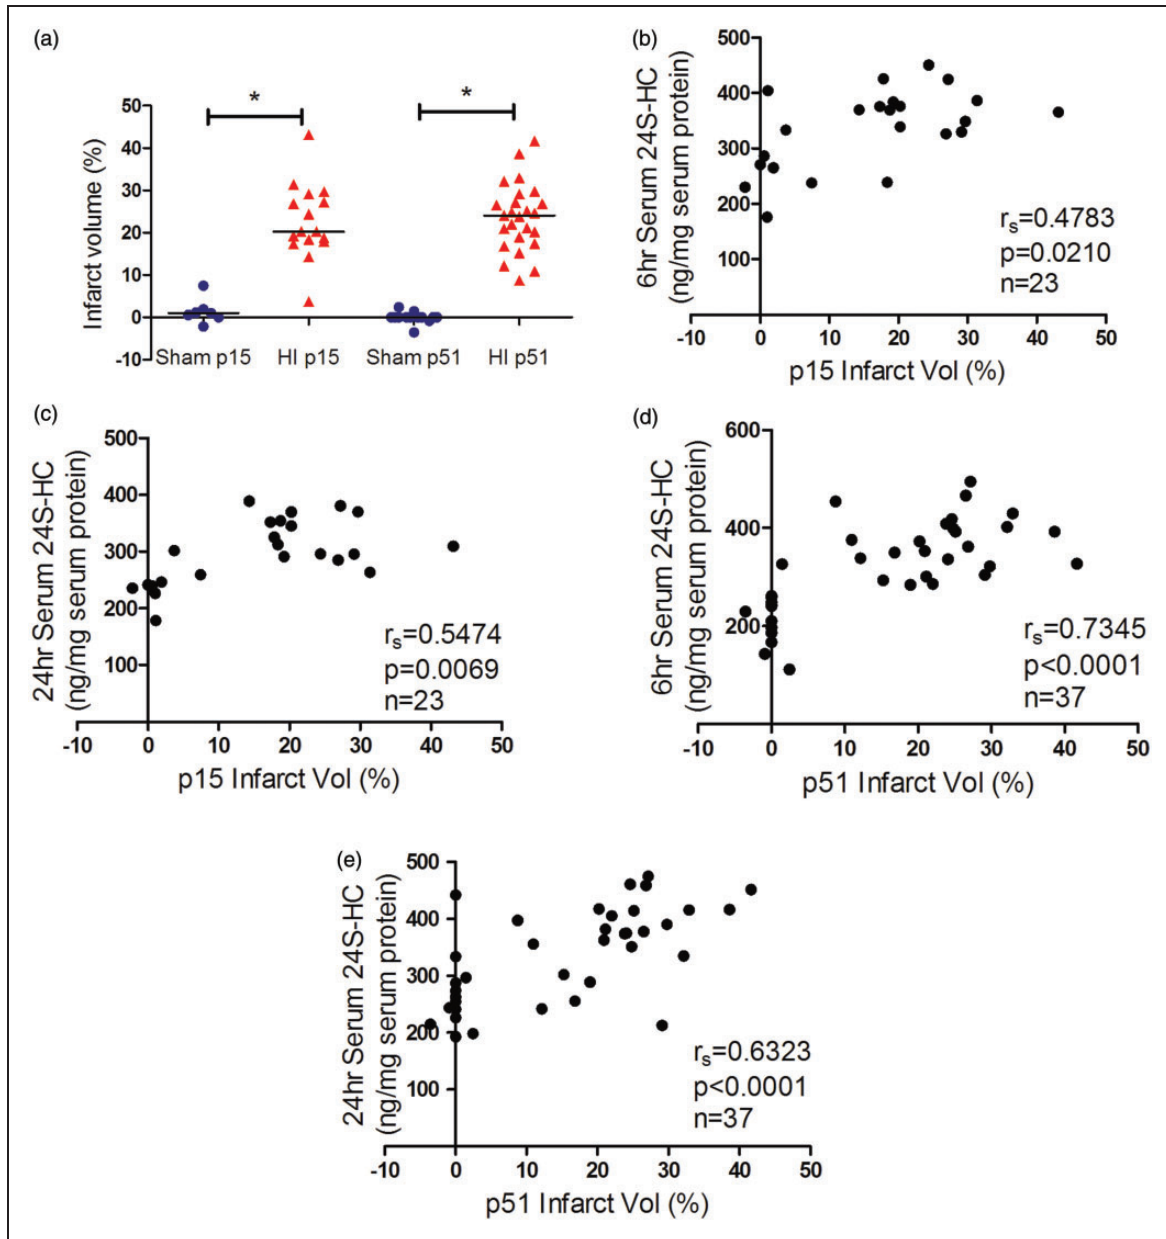 (a)
*
*
Infarct volume (%)
50
40
30
20
10
0
-10
Sham p15
HI p15
Sham p51
HI p51
(b)
6hr Serum 24S-HC
(ng/mg serum protein)
500
400
300
200
100
rs=0.4783
p=0.0210
n=23
-10
0
10
20
30
40
50
p15 Infarct Vol (%)
(c)
24hr Serum 24S-HC
(ng/mg serum protein)
500
400
300
200
100
rs=0.5474
p=0.0069
n=23
-10
0
10
20
30
40
50
p15 Infarct Vol (%)
(d)
6hr Serum 24S-HC
(ng/mg serum protein)
600
400
200
rs=0.7345
p<0.0001
n=37
-10
0
10
20
30
40
50
p51 Infarct Vol (%)
(e)
24hr Serum 24S-HC
(ng/mg serum protein)
500
400
300
200
100
rs=0.6323
p<0.0001
n=37
-10
0
10
20
30
40
50
p51 Infarct Vol (%)